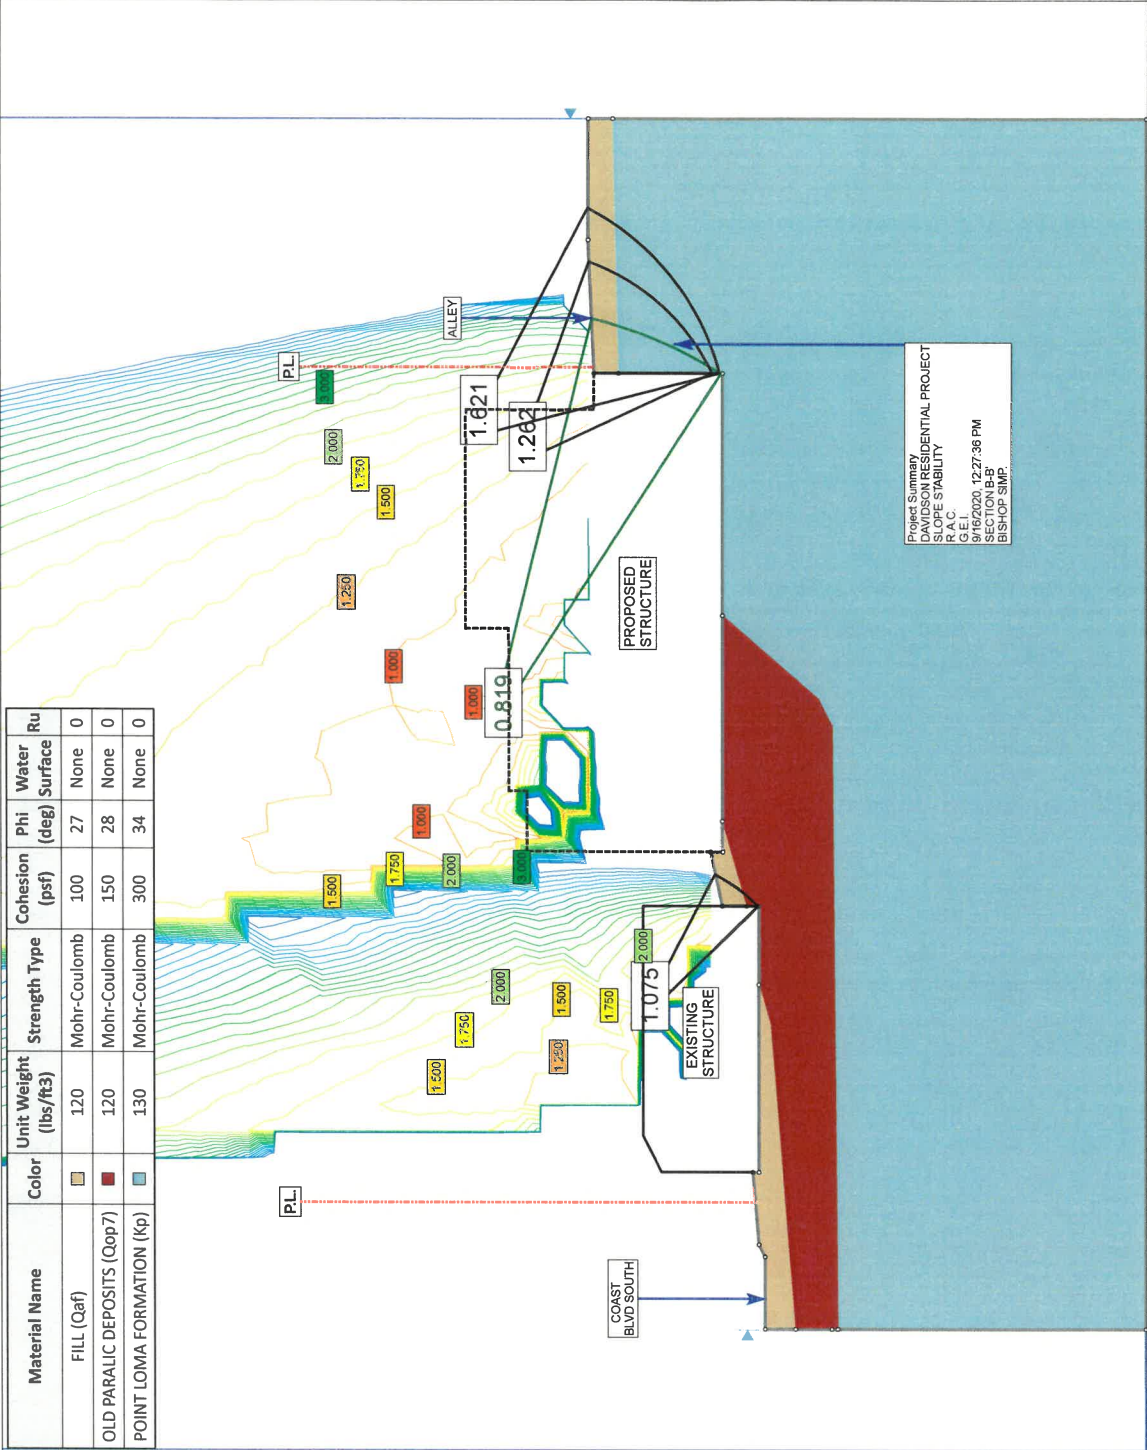 Material Name Color Unit Weight (lbs/ft3) Strength Type Cohesion (psf) Phi (deg) Water Surface Ru
FILL (Qaf) 120 Mohr-Coulomb 100 27 None 0
OLD PARALIC DEPOSITS (Qop7) 120 Mohr-Coulomb 150 28 None 0
POINT LOMA FORMATION (Kp) 130 Mohr-Coulomb 300 34 None 0
P.L.
3.000
2.000
1.750
1.500
1.250
1.000
1.000
1.000
ALLEY
1.621
1.262
0.819
PROPOSED
STRUCTURE
1.500
1.750
2.000
3.000
2.000
2.000
1.500
1.750
1.750
1.500
1.250
1.075
EXISTING
STRUCTURE
P.L.
COAST
BLVD SOUTH
Project Summary
DAVIDSON RESIDENTIAL PROJECT
SLOPE STABILITY
R.A.C.
G.E.I.
9/16/2020, 12:27:36 PM
SECTION B-B'
BISHOP SIMP.